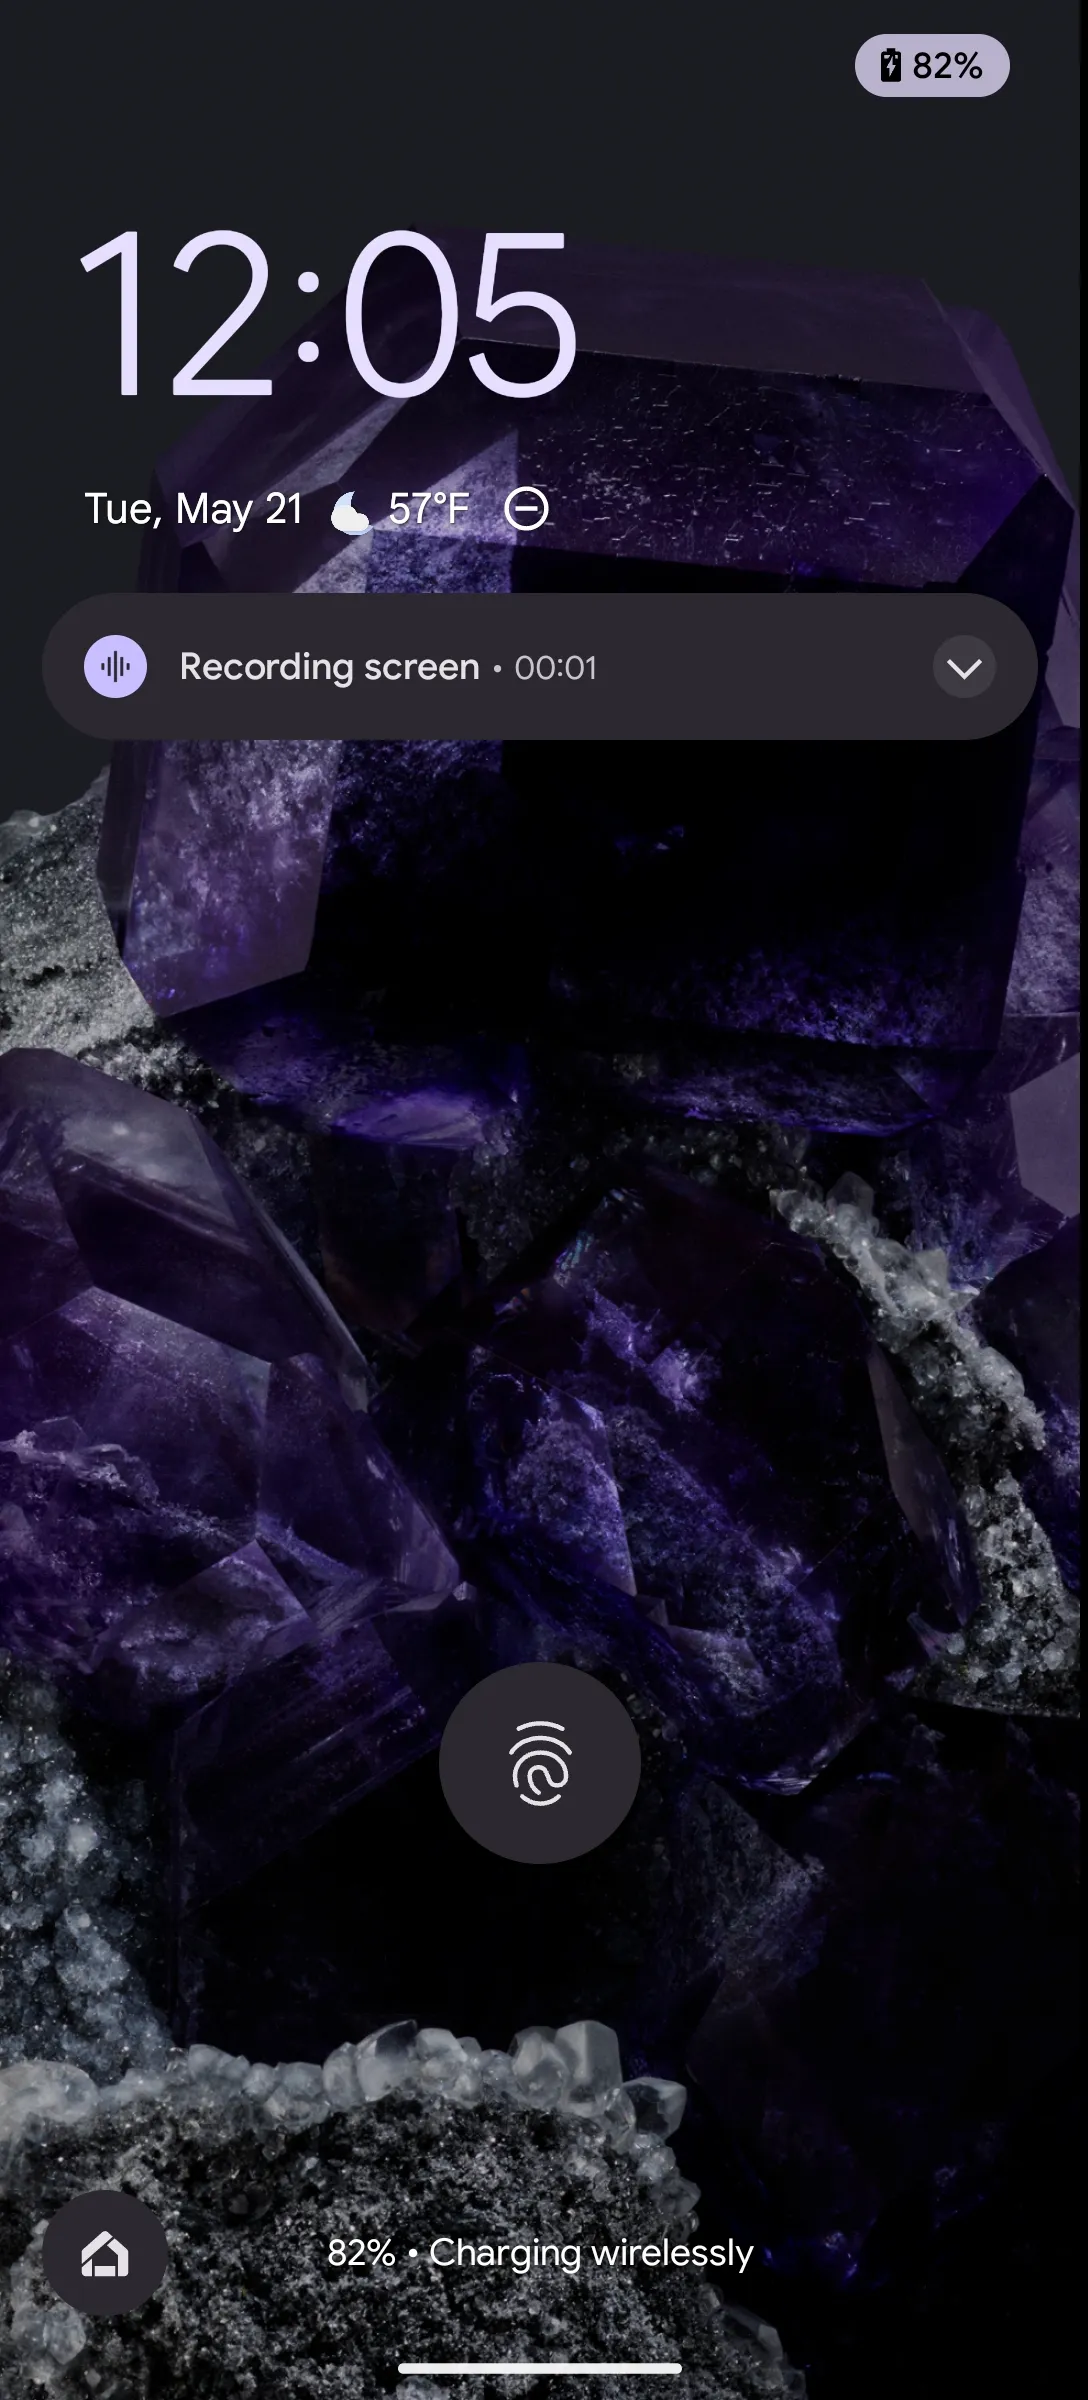 82%
12:05
Tue, May 21 57°F
Recording screen • 00:01
82% • Charging wirelessly